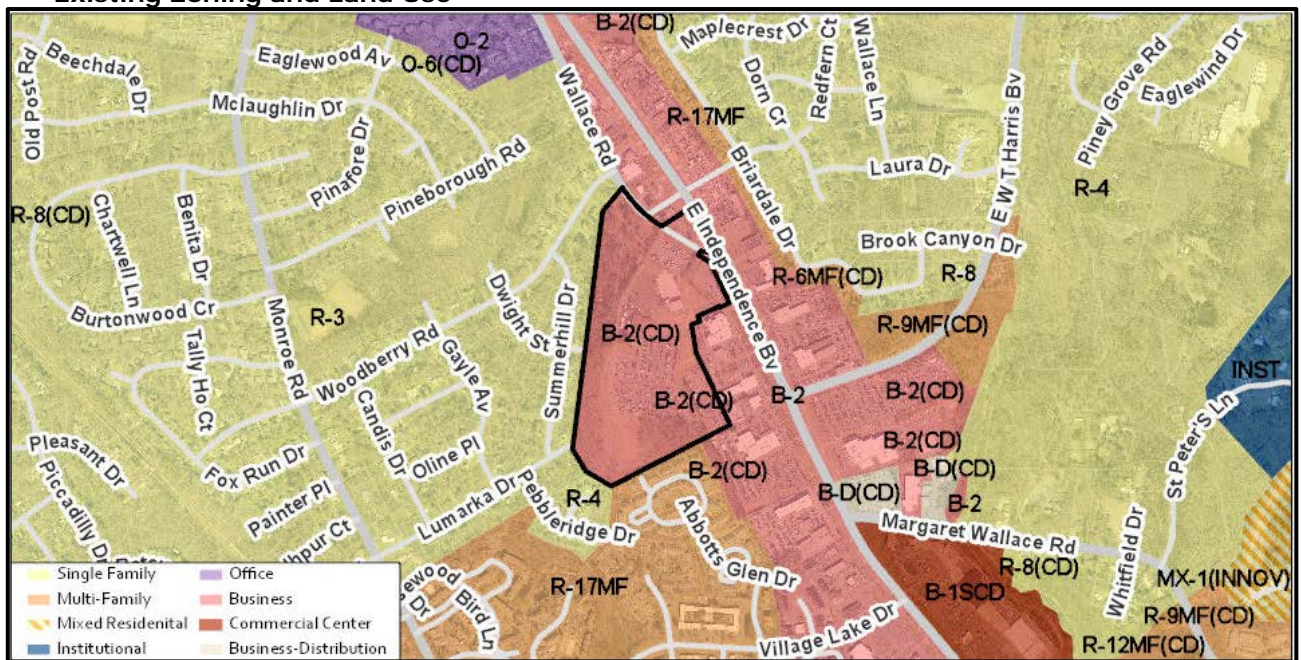 Existing Zoning and Land Use
B-2(CD)
Maplecrest Dr
O-2
O-6(CD)
Eaglewood Av
Old Post Rd
Beechdale Dr
Mclaughlin Dr
Wallace Rd
Dorn Cr
Redfern Ct
Wallace Ln
E W T Harris Bv
Piney Grove Rd
Eaglewind Dr
R-17MF
Pinafore Dr
Pineborough Rd
Briardale Dr
Laura Dr
R-4
R-8(CD)
Chartwell Ln
Benita Dr
E Independence Bv
Brook Canyon Dr
R-6MF(CD)
R-8
Burtonwood Cr
Monroe Rd
R-3
Dwight St
Summerhill Dr
B-2(CD)
R-9MF(CD)
Tally Ho Ct
Woodberry Rd
Gayle Av
Candis Dr
B-2(CD)
B-2
B-2(CD)
INST
St Peter'S Ln
Pleasant Dr
Piccadilly Dr
Fox Run Dr
Oline Pl
Painter Pl
Lumarka Dr
R-4
Pebbleridge Dr
B-2(CD)
B-2(CD)
B-D(CD)
B-D(CD)
B-2
Abbotts Glen Dr
Margaret Wallace Rd
Whitfield Dr
R-8(CD)
MX-1(INNOV)
dhpur Ct
ewood Dr
Bird Ln
R-17MF
B-1SCD
R-9MF(CD)
Village Lake Dr
R-12MF(CD)
Single Family
Office
Multi-Family
Business
Mixed Residenital
Commercial Center
Institutional
Business-Distribution